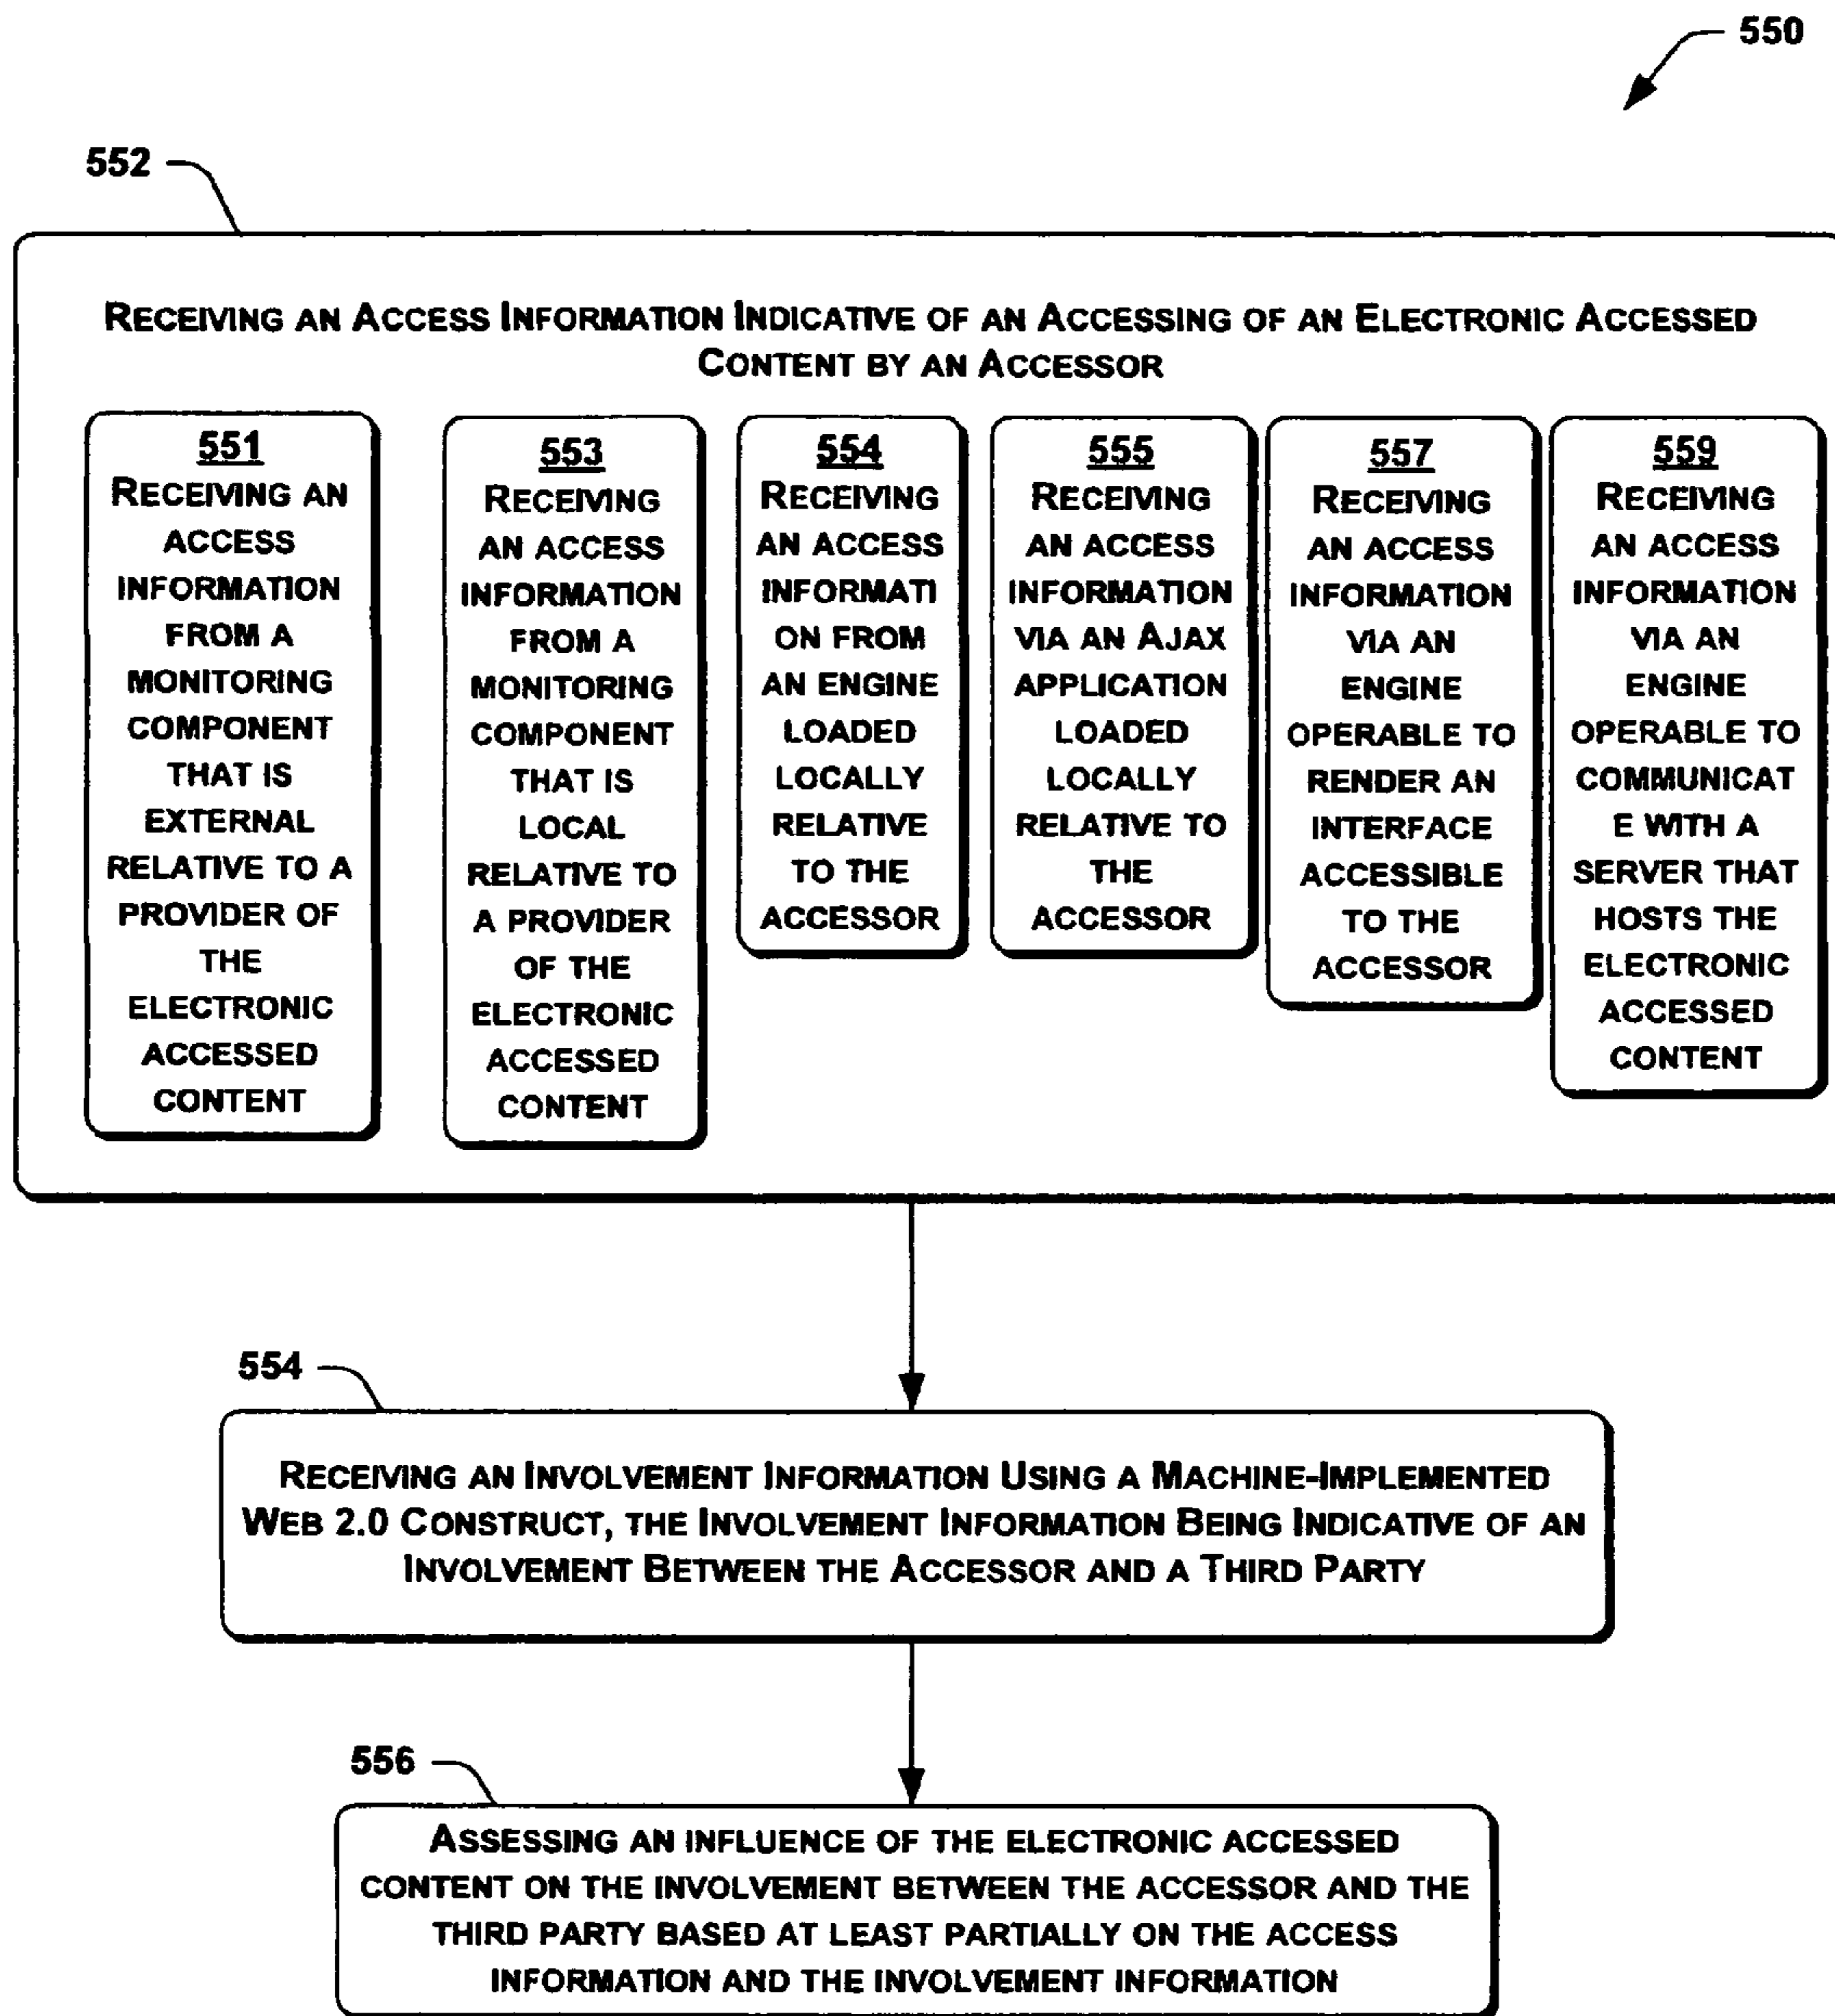 550
552
RECEIVING AN ACCESS INFORMATION INDICATIVE OF AN ACCESSING OF AN ELECTRONIC ACCESSED
CONTENT BY AN ACCESSOR
551
RECEIVING AN
ACCESS
INFORMATION
FROM A
MONITORING
COMPONENT
THAT IS
EXTERNAL
RELATIVE TO A
PROVIDER OF
THE
ELECTRONIC
ACCESSED
CONTENT
553
RECEIVING
AN ACCESS
INFORMATION
FROM A
MONITORING
COMPONENT
THAT IS
LOCAL
RELATIVE TO
A PROVIDER
OF THE
ELECTRONIC
ACCESSED
CONTENT
554
RECEIVING
AN ACCESS
INFORMATI
ON FROM
AN ENGINE
LOADED
LOCALLY
RELATIVE
TO THE
ACCESSOR
555
RECEIVING
AN ACCESS
INFORMATION
VIA AN AJAX
APPLICATION
LOADED
LOCALLY
RELATIVE TO
THE
ACCESSOR
557
RECEIVING
AN ACCESS
INFORMATION
VIA AN
ENGINE
OPERABLE TO
RENDER AN
INTERFACE
ACCESSIBLE
TO THE
ACCESSOR
559
RECEIVING
AN ACCESS
INFORMATION
VIA AN
ENGINE
OPERABLE TO
COMMUNICAT
E WITH A
SERVER THAT
HOSTS THE
ELECTRONIC
ACCESSED
CONTENT
554
RECEIVING AN INVOLVEMENT INFORMATION USING A MACHINE-IMPLEMENTED
WEB 2.0 CONSTRUCT, THE INVOLVEMENT INFORMATION BEING INDICATIVE OF AN
INVOLVEMENT BETWEEN THE ACCESSOR AND A THIRD PARTY
556
ASSESSING AN INFLUENCE OF THE ELECTRONIC ACCESSED
CONTENT ON THE INVOLVEMENT BETWEEN THE ACCESSOR AND THE
THIRD PARTY BASED AT LEAST PARTIALLY ON THE ACCESS
INFORMATION AND THE INVOLVEMENT INFORMATION